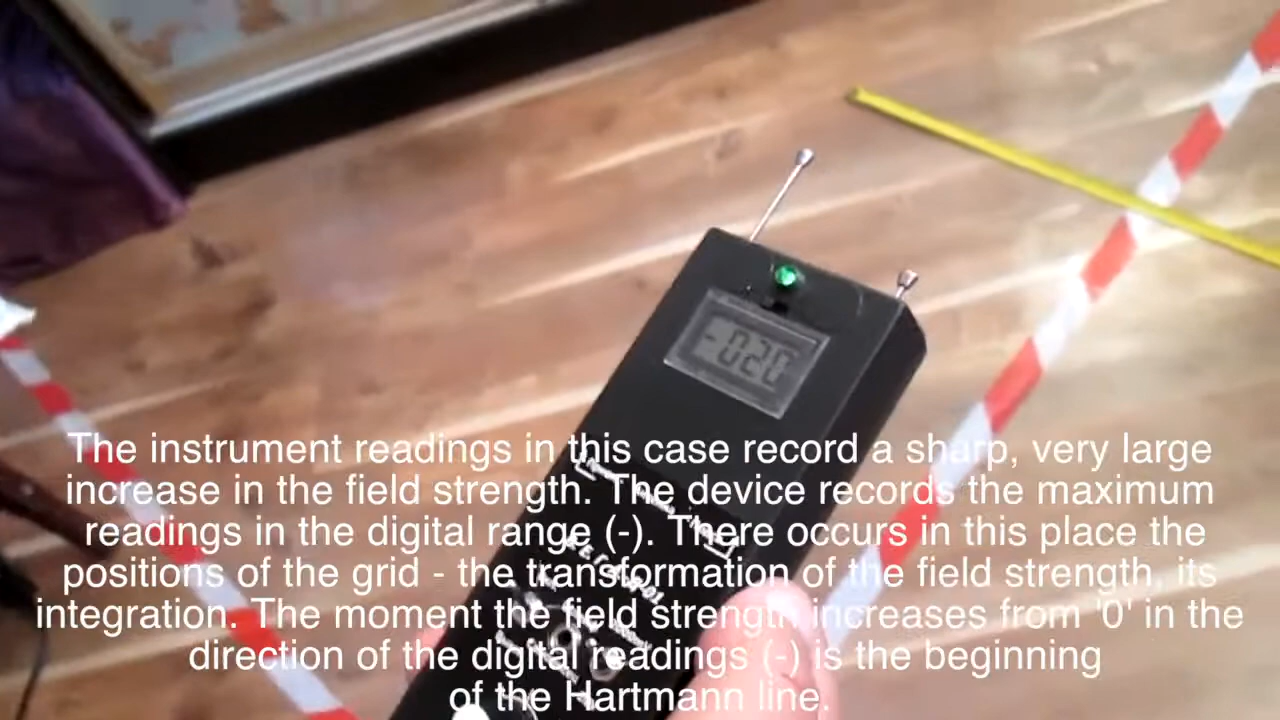 -020
The instrument readings in this case record a sharp, very large
increase in the field strength. The device records the maximum
readings in the digital range (-). There occurs in this place the
positions of the grid - the transformation of the field strength, its
integration. The moment the field strength increases from '0' in the
direction of the digital readings (-) is the beginning
of the Hartmann line.